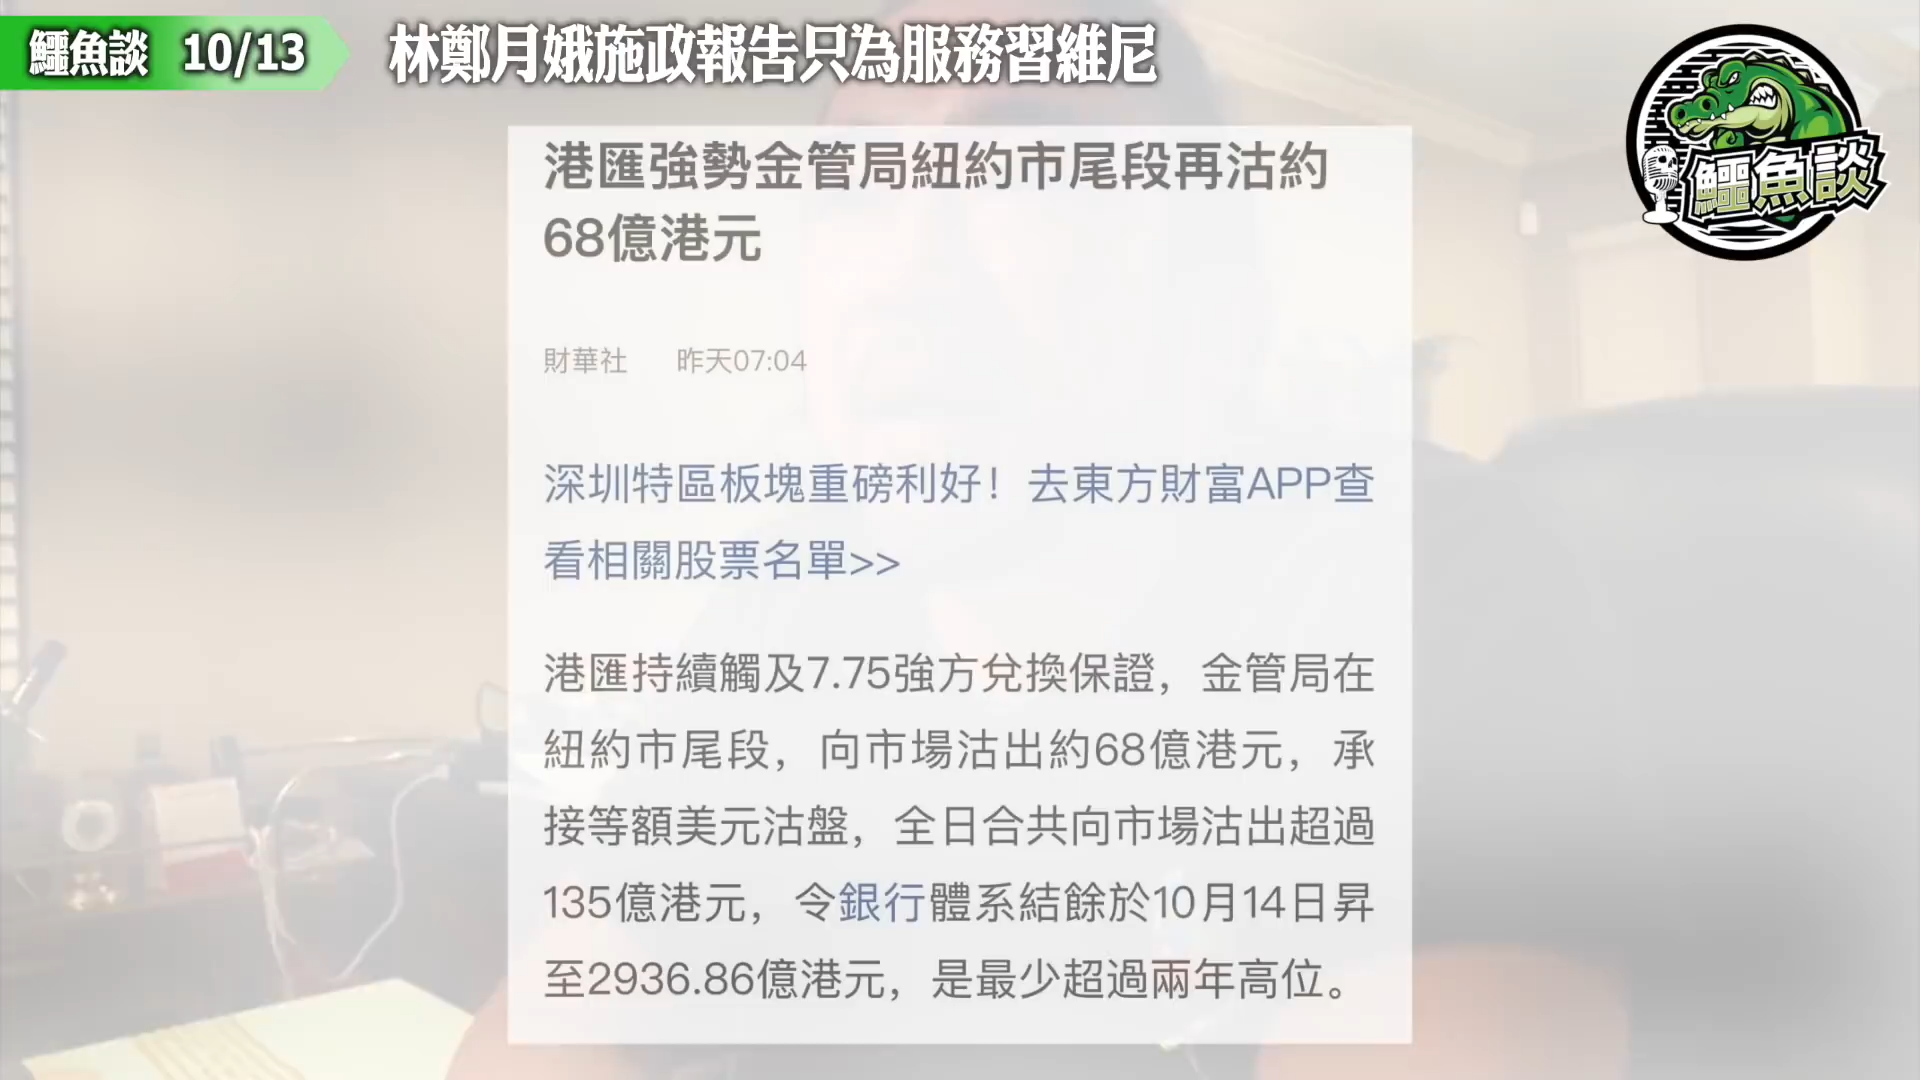 鱷魚談 10/13 林鄭月娥施政報告只為服務習維尼
鱷魚談
港匯強勢金管局紐約市尾段再沽約
68億港元
財華社 昨天07:04
深圳特區板塊重磅利好！去東方財富APP查
看相關股票名單>>
港匯持續觸及7.75強方兌換保證，金管局在
紐約市尾段，向市場沽出約68億港元，承
接等額美元沽盤，全日合共向市場沽出超過
135億港元，令銀行體系結餘於10月14日昇
至2936.86億港元，是最少超過兩年高位。